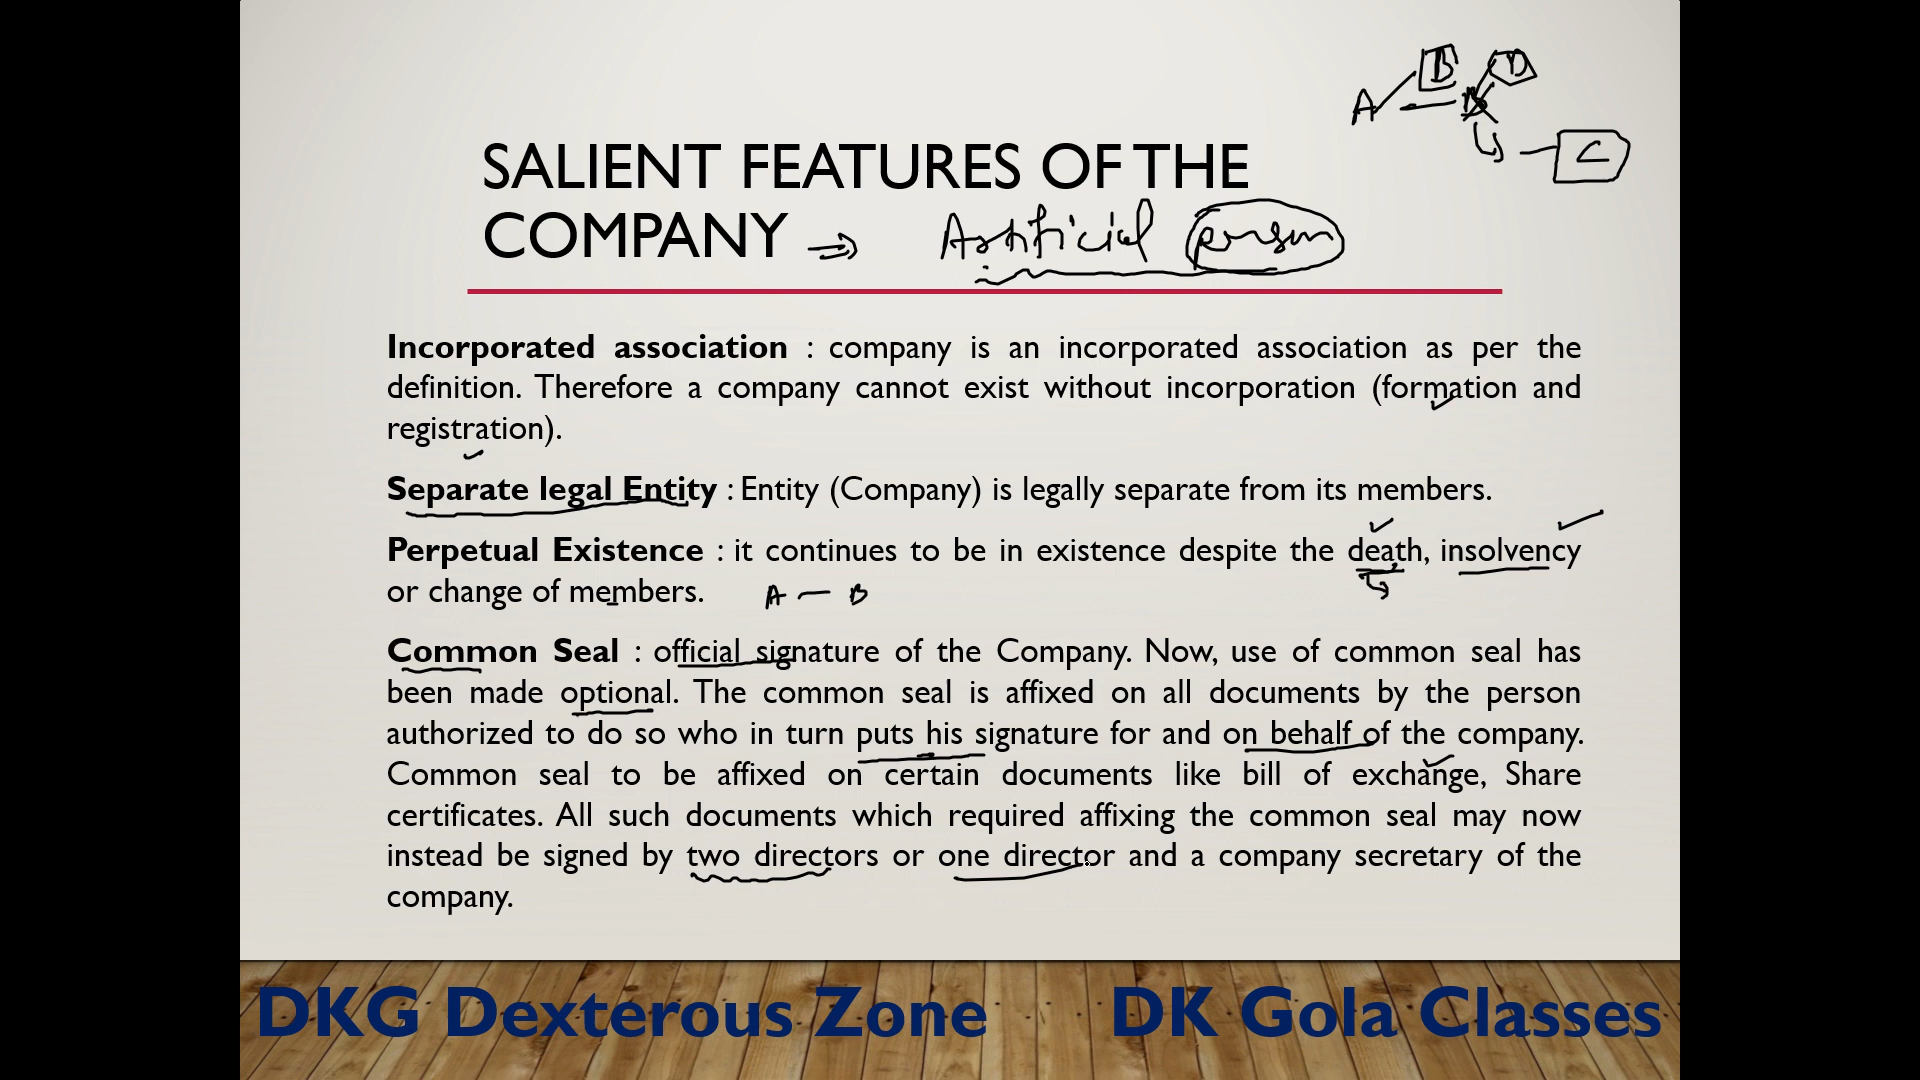 B
D
A
C
SALIENT FEATURES OF THE
COMPANY ⇒ Artificial person
Incorporated association : company is an incorporated association as per the
definition. Therefore a company cannot exist without incorporation (formation and
registration).
Separate legal Entity : Entity (Company) is legally separate from its members.
Perpetual Existence : it continues to be in existence despite the death, insolvency
or change of members. A — B
Common Seal : official signature of the Company. Now, use of common seal has
been made optional. The common seal is affixed on all documents by the person
authorized to do so who in turn puts his signature for and on behalf of the company.
Common seal to be affixed on certain documents like bill of exchange, Share
certificates. All such documents which required affixing the common seal may now
instead be signed by two directors or one director and a company secretary of the
company.
DKG Dexterous Zone DK Gola Classes